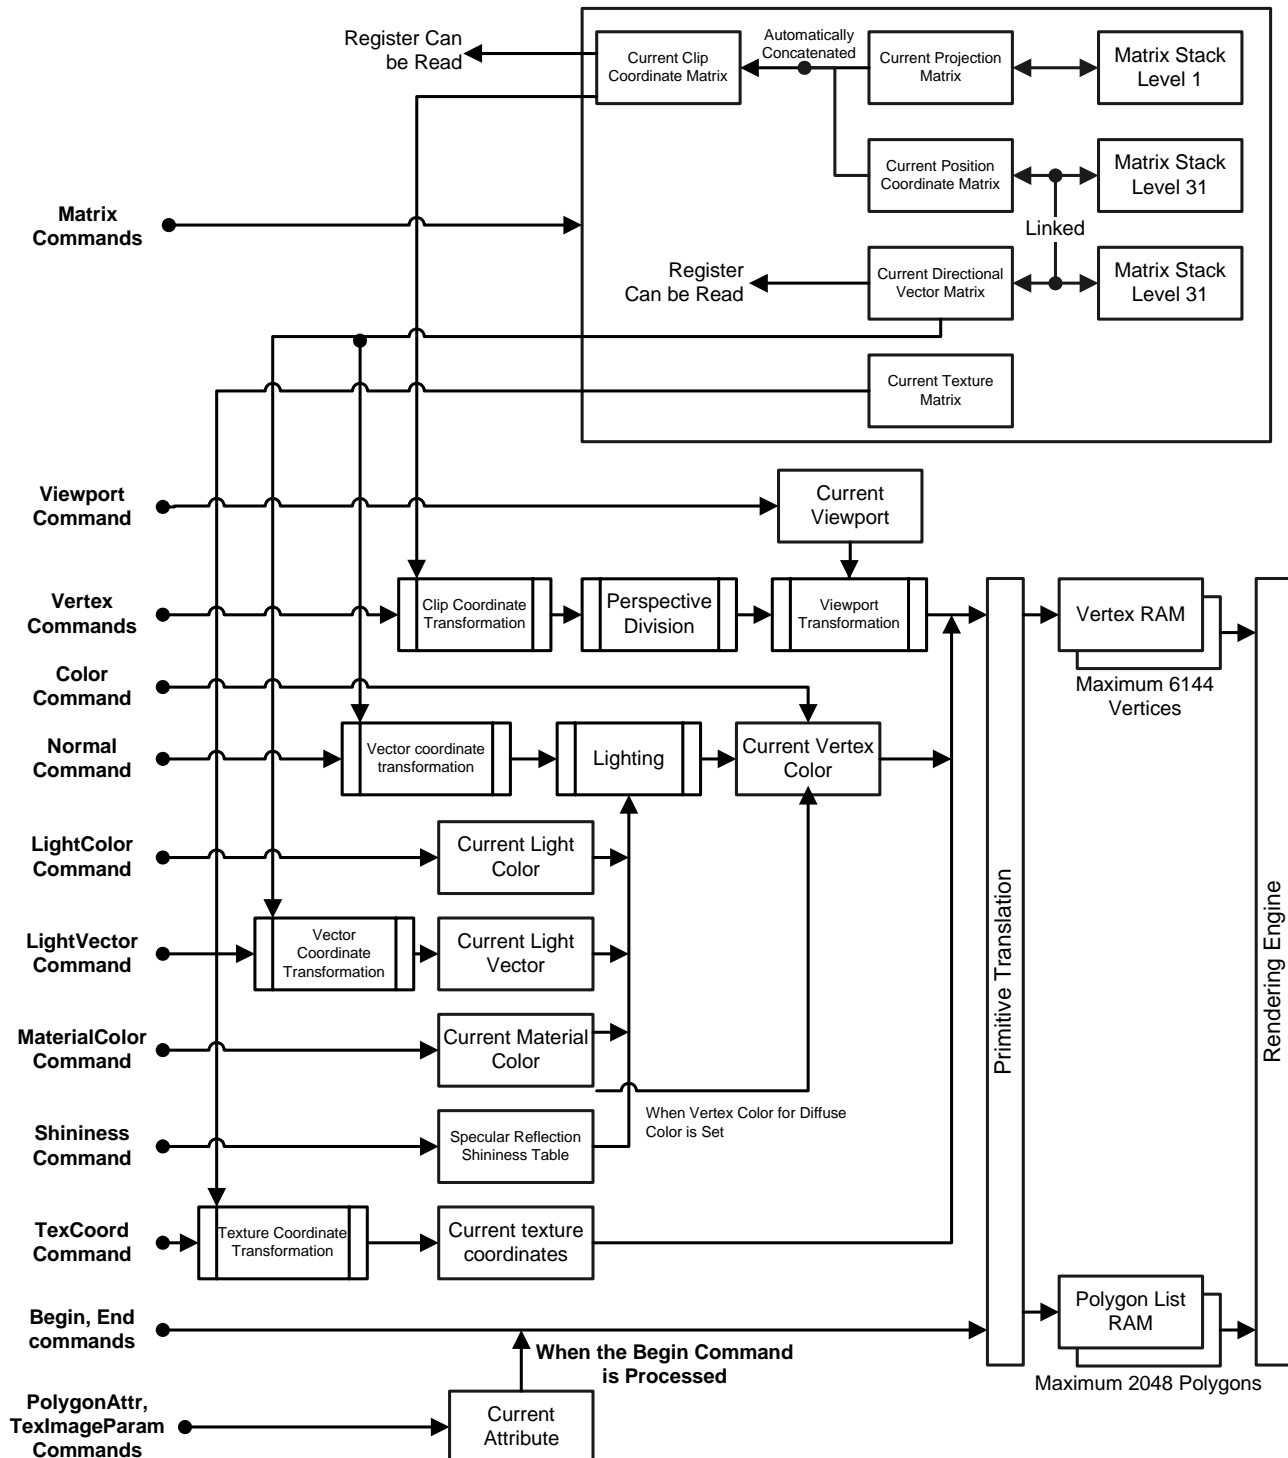 Register Can
be Read
Current Clip
Coordinate Matrix
Automatically
Concatenated
Current Projection
Matrix
Matrix Stack
Level 1
Current Position
Coordinate Matrix
Matrix Stack
Level 31
Matrix
Commands
Linked
Register
Can be Read
Current Directional
Vector Matrix
Matrix Stack
Level 31
Current Texture
Matrix
Viewport
Command
Current
Viewport
Vertex
Commands
Clip Coordinate
Transformation
Perspective
Division
Viewport
Transformation
Vertex RAM
Maximum 6144
Vertices
Color
Command
Normal
Command
Vector coordinate
transformation
Lighting
Current Vertex
Color
LightColor
Command
Current Light
Color
LightVector
Command
Vector
Coordinate
Transformation
Current Light
Vector
Primitive Translation
Rendering Engine
MaterialColor
Command
Current Material
Color
When Vertex Color for Diffuse
Color is Set
Shininess
Command
Specular Reflection
Shininess Table
TexCoord
Command
Texture Coordinate
Transformation
Current texture
coordinates
Begin, End
commands
When the Begin Command
is Processed
Polygon List
RAM
Maximum 2048 Polygons
PolygonAttr,
TexImageParam
Commands
Current
Attribute